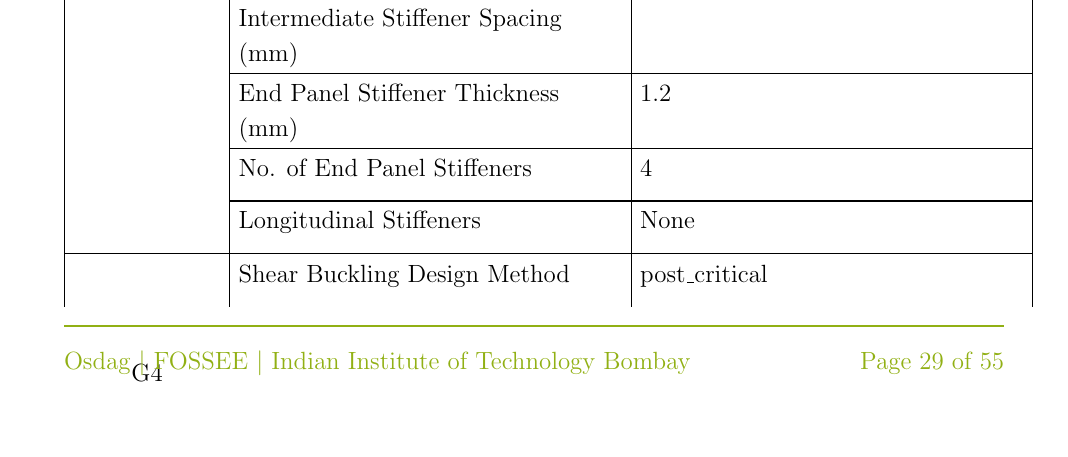 Intermediate Stiffener Spacing
(mm)
End Panel Stiffener Thickness 1.2
(mm)
No. of End Panel Stiffeners 4
Longitudinal Stiffeners None
Shear Buckling Design Method post_critical
Osdag | FOSSEE | Indian Institute of Technology Bombay Page 29 of 55
G4